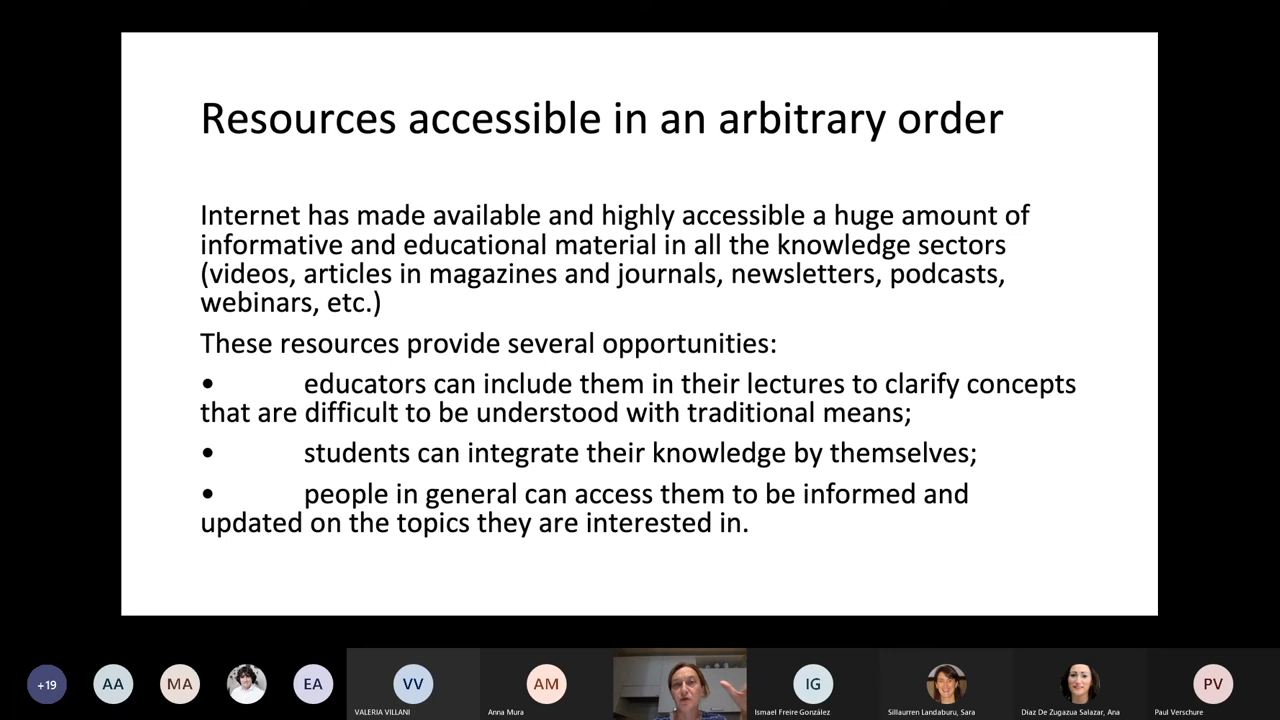 Resources accessible in an arbitrary order
Internet has made available and highly accessible a huge amount of
informative and educational material in all the knowledge sectors
(videos, articles in magazines and journals, newsletters, podcasts,
webinars, etc.)
These resources provide several opportunities:
• educators can include them in their lectures to clarify concepts
that are difficult to be understood with traditional means;
• students can integrate their knowledge by themselves;
• people in general can access them to be informed and
updated on the topics they are interested in.
+19 AA MA EA VV AM IG PV
VALERIA VILLANI Anna Mura Ismael Freire González Sillaurren Landaburu, Sara Díaz De Zugazua Salazar, Ana Paul Verschure